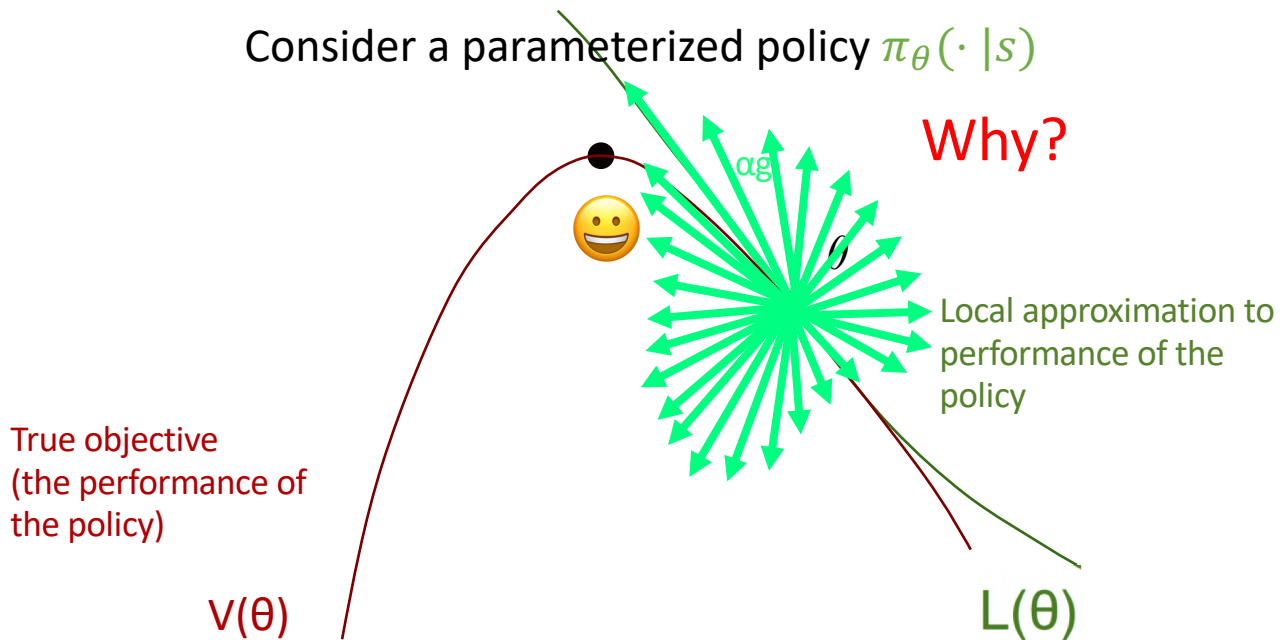 Consider a parameterized policy π_θ(· |s)
Why?
αg
θ
Local approximation to
performance of the
policy
True objective
(the performance of
the policy)
V(θ)
L(θ)